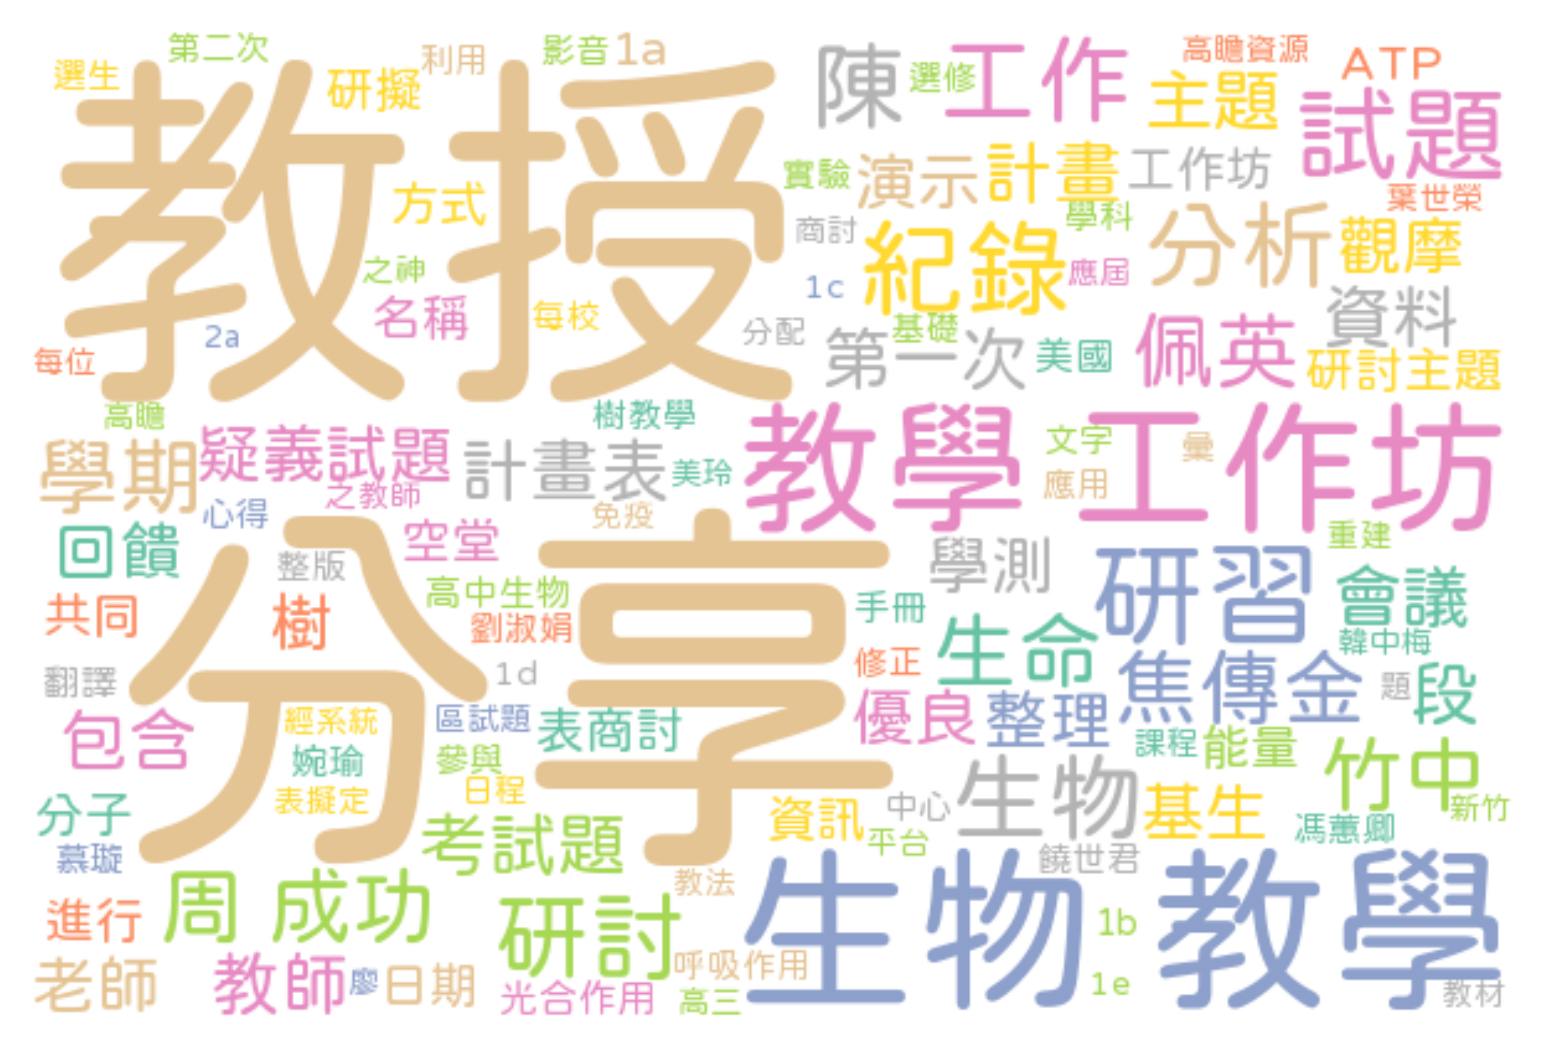 第二次
影音 1a
高瞻資源
選生
研擬
利用
陳
選修
工作
主題
ATP
試題
教授
方式
實驗
演示
計畫
工作坊
葉世榮
之神
商討
紀錄
學科
分析
觀摩
2a
名稱
每校
1c
應屆
資料
每位
分配
第一次
基礎
美國
佩英
研討主題
高瞻
樹教學
學期
疑義試題
計畫表
美玲
教學 工作坊
文字
彙
應用
之教師
心得
免疫
回饋
整版
空堂
學測
研習
重建
會議
共同
樹
高中生物
劉淑娟
分享
手冊
生命
韓中梅
翻譯
1d
修正
焦傳金
題
段
包含
經系統
區試題
表商討
優良
整理
課程
能量
竹中
婉瑜
參與
分子
表擬定
日程
資訊
中心
生物
基生
新竹
慕璇
考試題
平台
饒世君
馮蕙卿
進行
周 成功
研討
教法
生物 教學
1b
老師
教師
廖
日期
呼吸作用
光合作用
高三
1e
教材